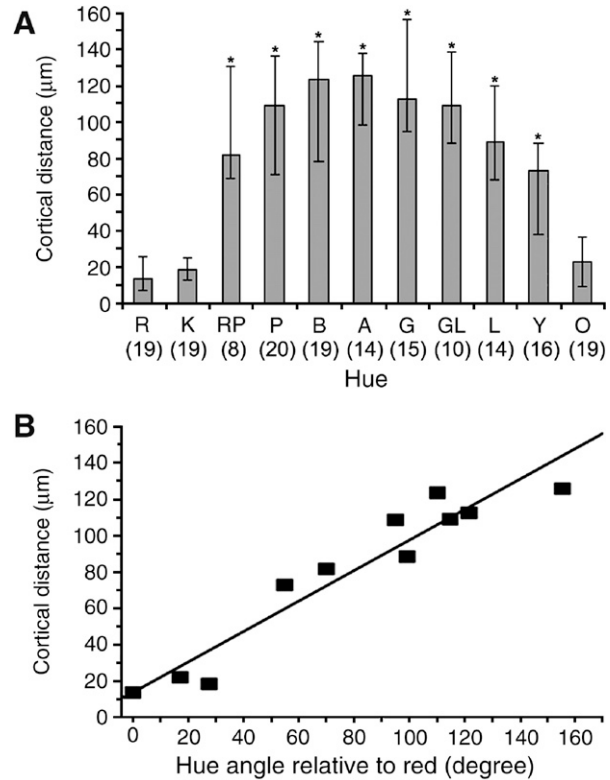 A
Cortical distance (μm)
160
140
120
100
80
60
40
20
0
* * * * * * * *
R K RP P B A G GL L Y O
(19) (19) (8) (20) (19) (14) (15) (10) (14) (16) (19)
Hue
B
Cortical distance (μm)
160
140
120
100
80
60
40
20
0
0 20 40 60 80 100 120 140 160
Hue angle relative to red (degree)